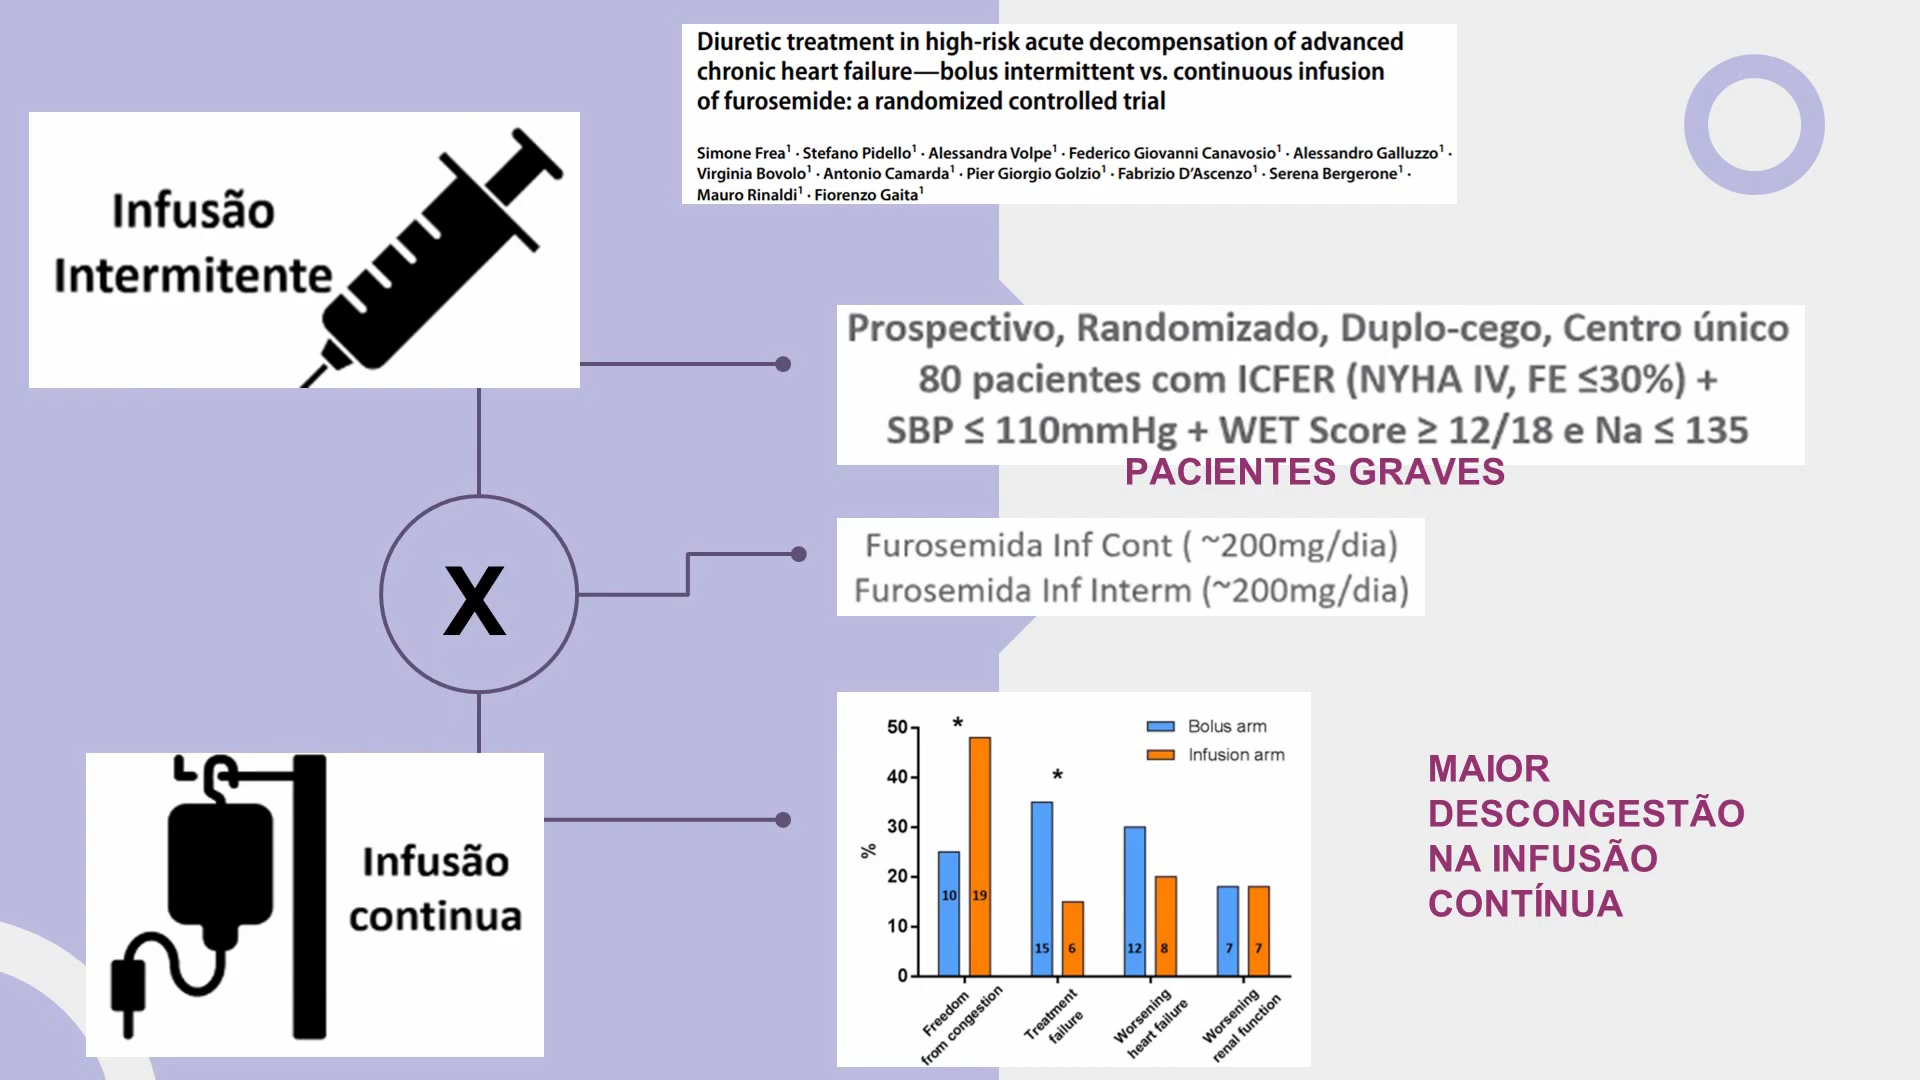 Diuretic treatment in high-risk acute decompensation of advanced
chronic heart failure—bolus intermittent vs. continuous infusion
of furosemide: a randomized controlled trial
Simone Frea1 · Stefano Pidello1 · Alessandra Volpe1 · Federico Giovanni Canavosio1 · Alessandro Galluzzo1 ·
Virginia Bovolo1 · Antonio Camarda1 · Pier Giorgio Golzio1 · Fabrizio D'Ascenzo1 · Serena Bergerone1 ·
Mauro Rinaldi1 · Fiorenzo Gaita1
Infusão
Intermitente
Prospectivo, Randomizado, Duplo-cego, Centro único
80 pacientes com ICFER (NYHA IV, FE ≤30%) +
SBP ≤ 110mmHg + WET Score ≥ 12/18 e Na ≤ 135
PACIENTES GRAVES
X
Furosemida Inf Cont ( ~200mg/dia)
Furosemida Inf Interm (~200mg/dia)
Infusão
continua
Bolus arm
Infusion arm
%
50
40
30
20
10
0
*
*
10
19
15
6
12
8
7
7
Freedom
from congestion
Treatment
failure
Worsening
heart failure
Worsening
renal function
MAIOR
DESCONGESTÃO
NA INFUSÃO
CONTÍNUA